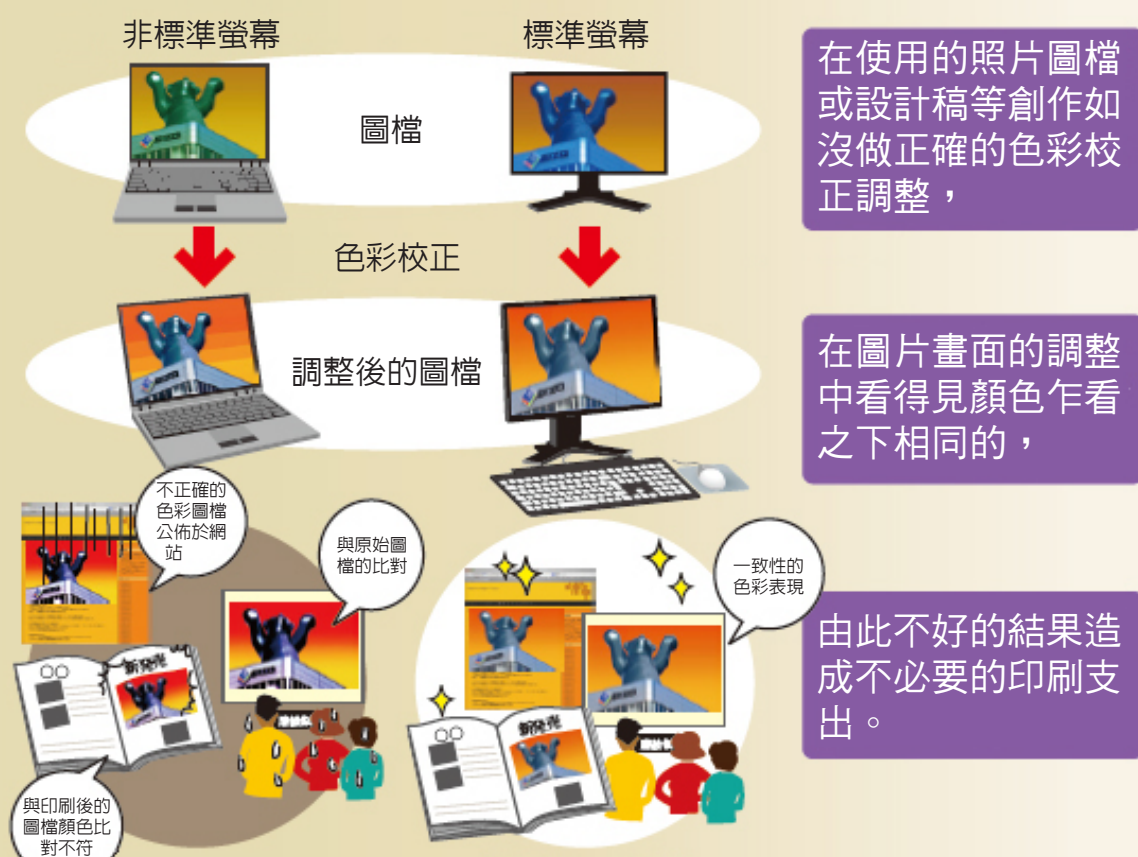 非標準螢幕
標準螢幕
圖檔
色彩校正
調整後的圖檔
在使用的照片圖檔
或設計稿等創作如
沒做正確的色彩校
正調整，
在圖片畫面的調整
中看得見顏色乍看
之下相同的，
由此不好的結果造
成不必要的印刷支
出。
不正確的
色彩圖檔
公佈於網
站
與原始圖
檔的比對
與印刷後的
圖檔顏色比
對不符
一致性的
色彩表現